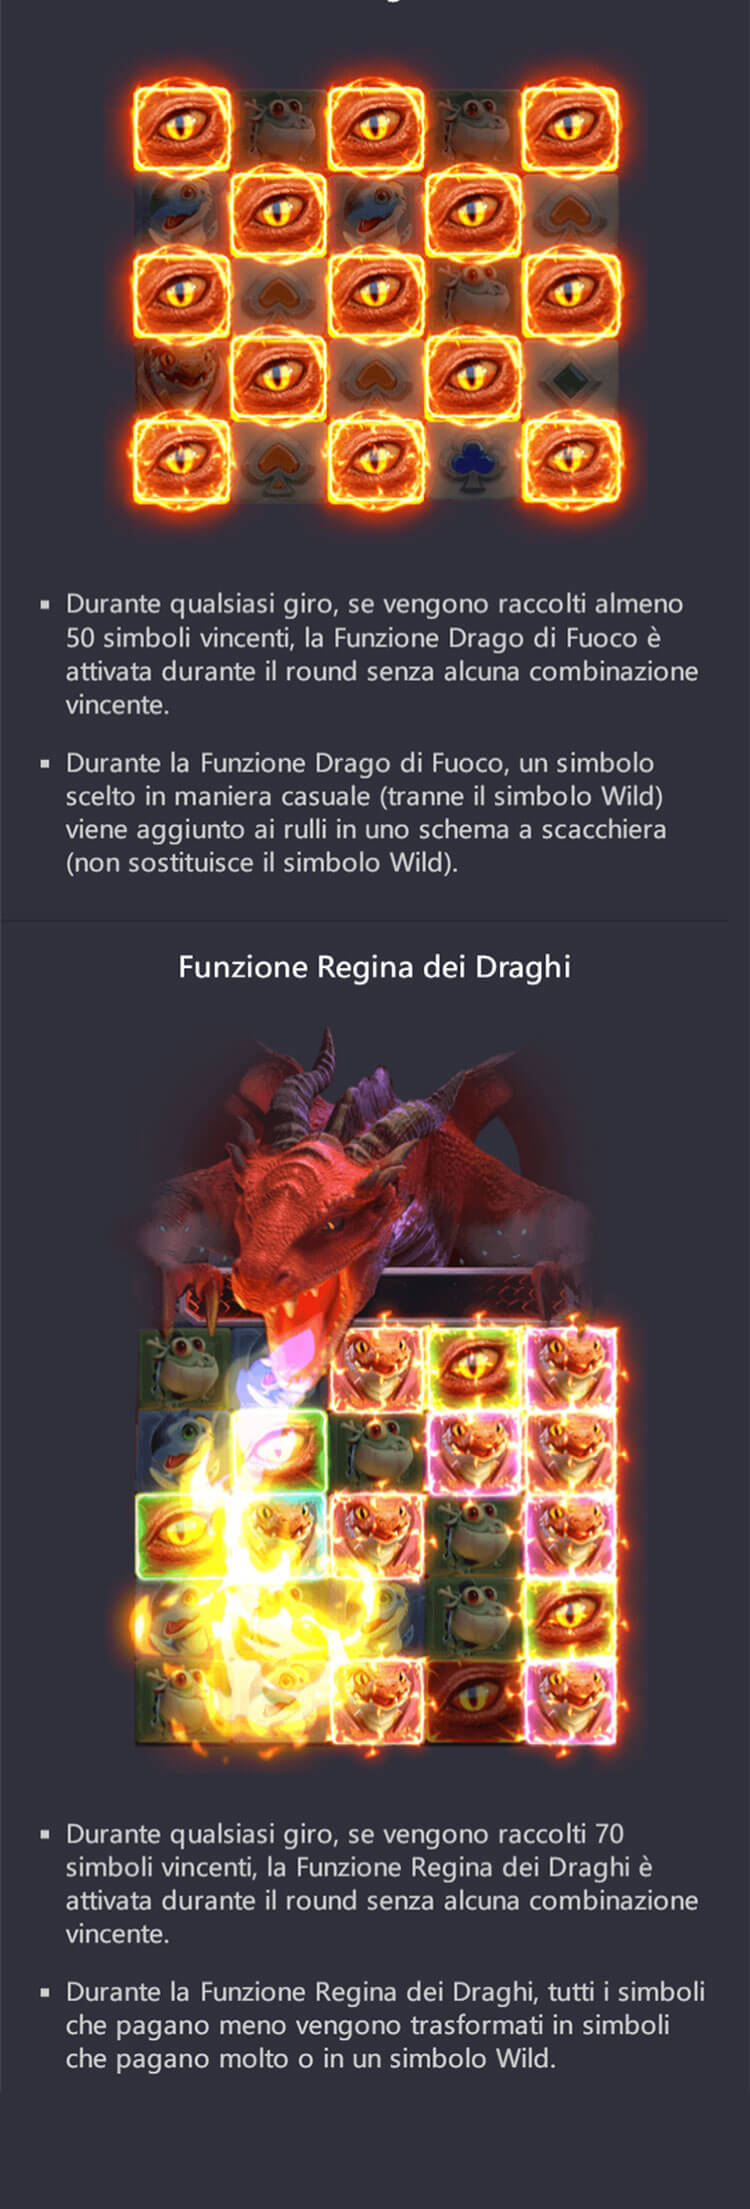 Durante qualsiasi giro, se vengono raccolti almeno
50 simboli vincenti, la Funzione Drago di Fuoco è
attivata durante il round senza alcuna combinazione
vincente.
Durante la Funzione Drago di Fuoco, un simbolo
scelto in maniera casuale (tranne il simbolo Wild)
viene aggiunto ai rulli in uno schema a scacchiera
(non sostituisce il simbolo Wild).
Funzione Regina dei Draghi
Durante qualsiasi giro, se vengono raccolti 70
simboli vincenti, la Funzione Regina dei Draghi è
attivata durante il round senza alcuna combinazione
vincente.
Durante la Funzione Regina dei Draghi, tutti i simboli
che pagano meno vengono trasformati in simboli
che pagano molto o in un simbolo Wild.